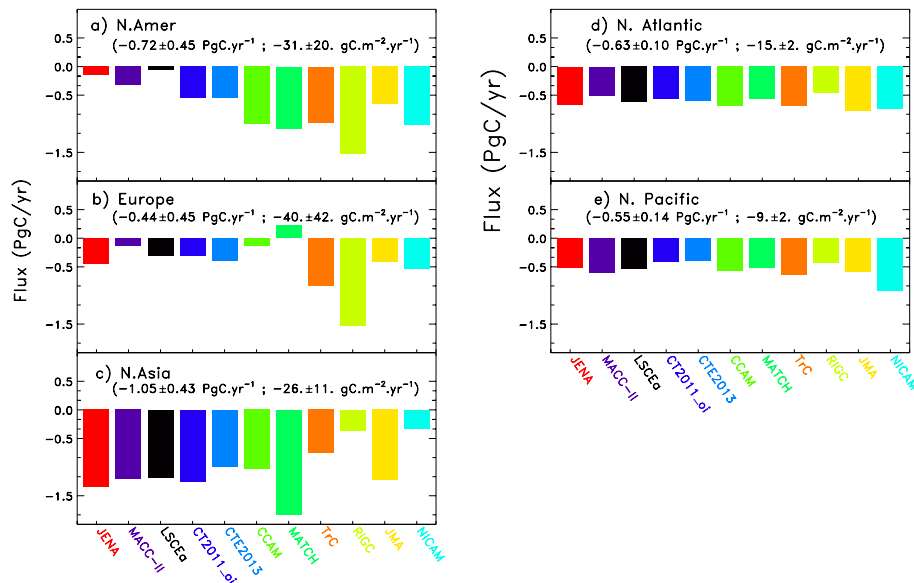 a) N.Amer
(−0.72±0.45 PgC.yr⁻¹ ; −31.±20. gC.m⁻².yr⁻¹)
0.5
0.0
−0.5
−1.5
b) Europe
(−0.44±0.45 PgC.yr⁻¹ ; −40.±42. gC.m⁻².yr⁻¹)
0.5
0.0
−0.5
−1.5
Flux (PgC/yr)
c) N.Asia
(−1.05±0.43 PgC.yr⁻¹ ; −26.±11. gC.m⁻².yr⁻¹)
0.5
0.0
−0.5
−1.5
JENA
MACC−II
LSCEa
CT2011_oi
CTE2013
CCAM
MATCH
TrC
RIGC
JMA
NICAM
d) N. Atlantic
(−0.63±0.10 PgC.yr⁻¹ ; −15.±2. gC.m⁻².yr⁻¹)
0.5
0.0
−0.5
−1.5
Flux (PgC/yr)
e) N. Pacific
(−0.55±0.14 PgC.yr⁻¹ ; −9.±2. gC.m⁻².yr⁻¹)
0.5
0.0
−0.5
−1.5
JENA
MACC−II
LSCEa
CT2011_oi
CTE2013
CCAM
MATCH
TrC
RIGC
JMA
NICAM